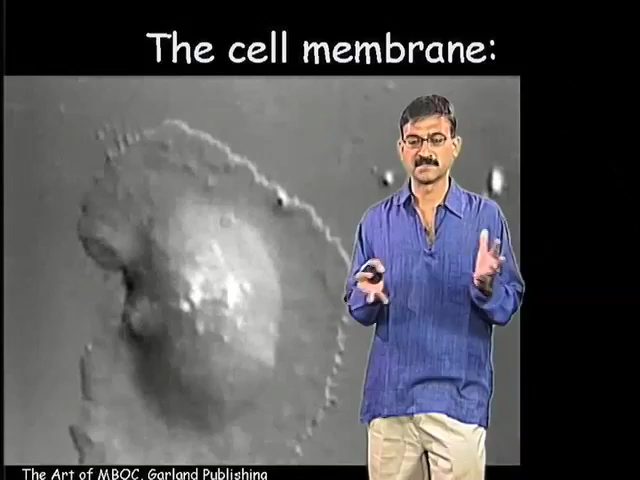 The cell membrane:
The Art of MBOC, Garland Publishing